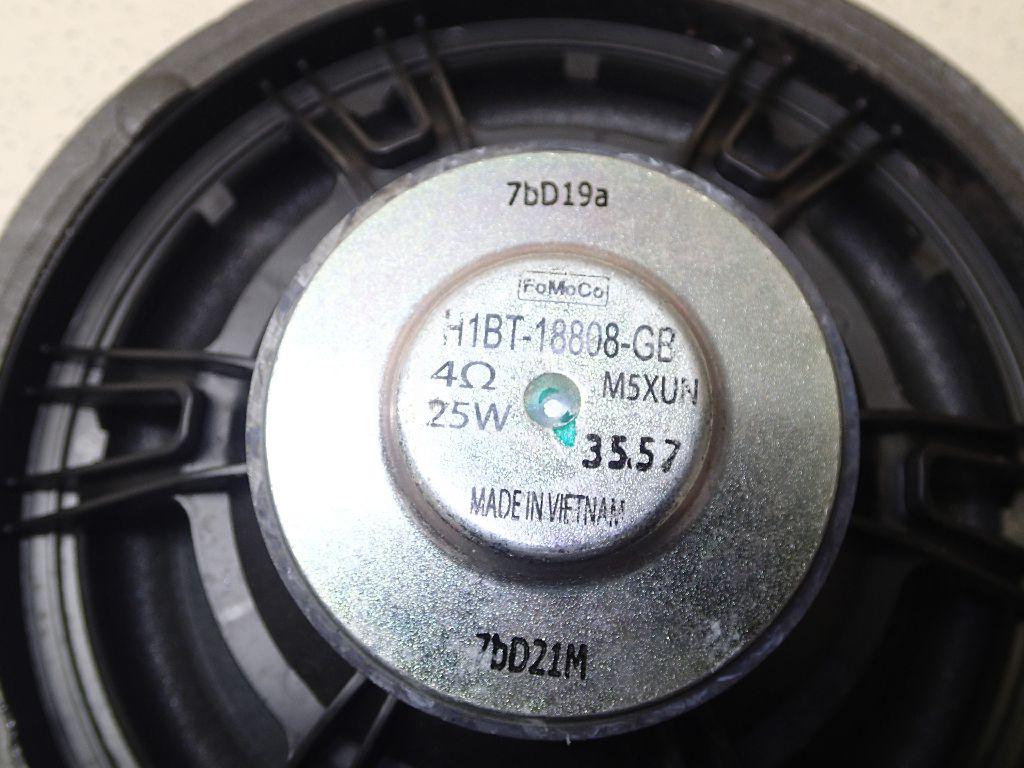 7bD19a
FoMoCo
H1BT-18808-GB
4Ω
M5XUN
25W
35.57
MADE IN VIETNAM
7bD21M